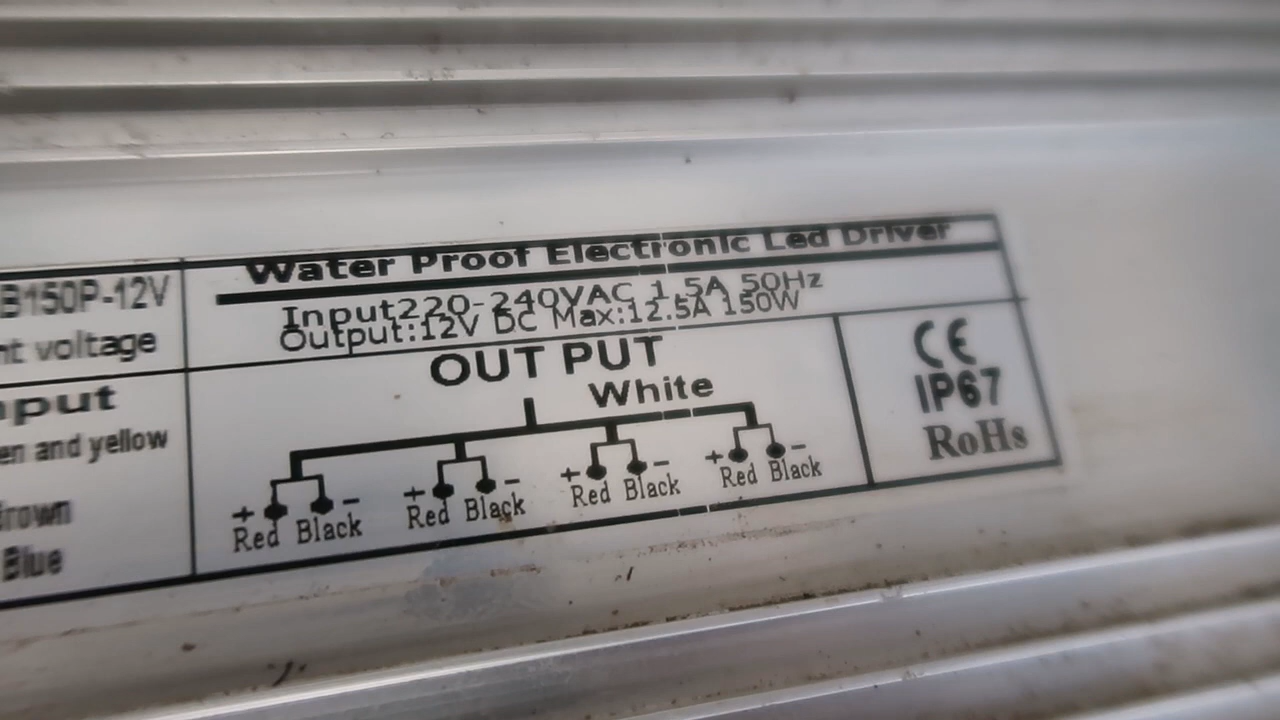 B150P-12V
nt voltage
Water Proof Electronic Led Driver
Input220-240VAC 1.5A 50Hz
Output:12V DC Max:12.5A 150W
nput
en and yellow
Brown
Blue
OUT PUT
White
+ - + - + - + -
Red Black Red Black Red Black Red Black
CE
IP67
RoHs